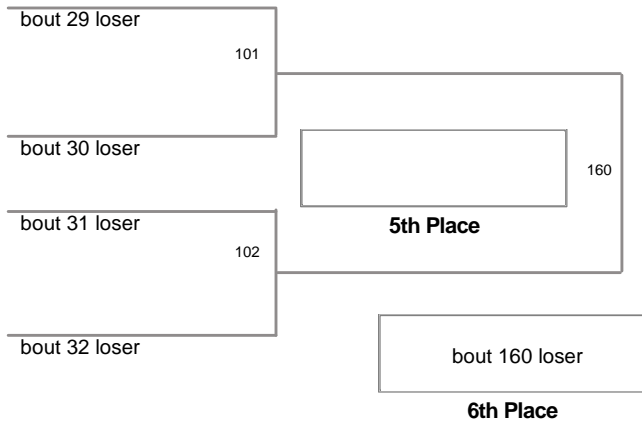 bout 29 loser
101
bout 30 loser
160
bout 31 loser
5th Place
102
bout 32 loser
bout 160 loser
6th Place